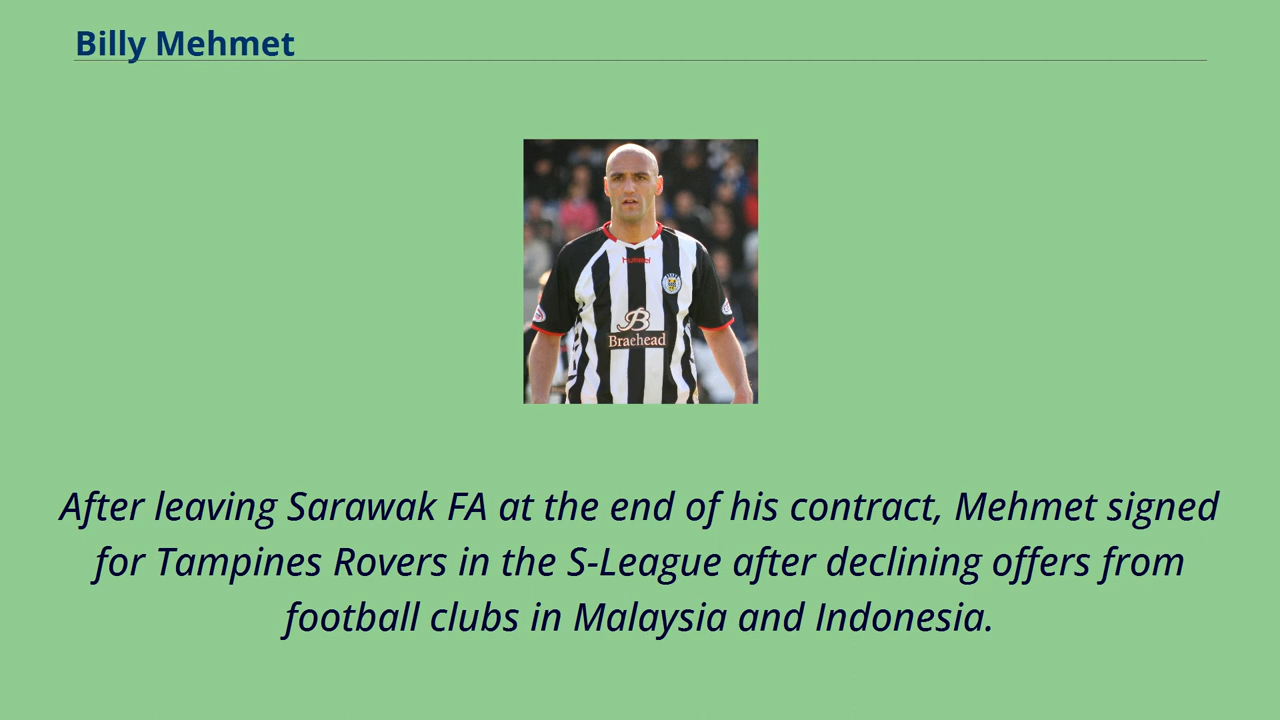 Billy Mehmet
hummel
B
Braehead
After leaving Sarawak FA at the end of his contract, Mehmet signed
for Tampines Rovers in the S-League after declining offers from
football clubs in Malaysia and Indonesia.